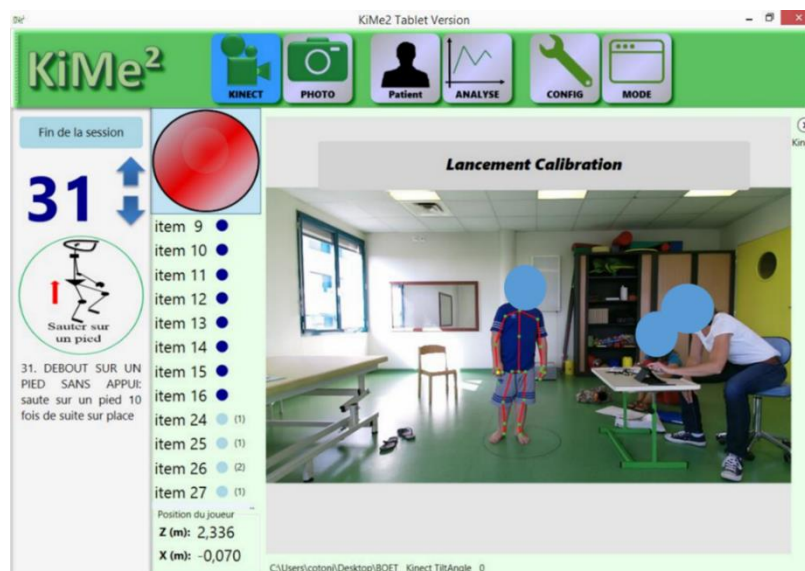 KiMe2 Tablet Version
KiMe²
KINECT
PHOTO
Patient
ANALYSE
CONFIG
MODE
Fin de la session
31
Sauter sur
un pied
31. DEBOUT SUR UN
PIED SANS APPUI:
saute sur un pied 10
fois de suite sur place
item 9
item 10
item 11
item 12
item 13
item 14
item 15
item 16
item 24 (1)
item 25 (1)
item 26 (2)
item 27 (1)
Position du joueur
Z (m): 2,336
X (m): -0,070
Lancement Calibration
Kin
C:\Users\cotoni\Desktop\BOET Kinect TiltAngle 0